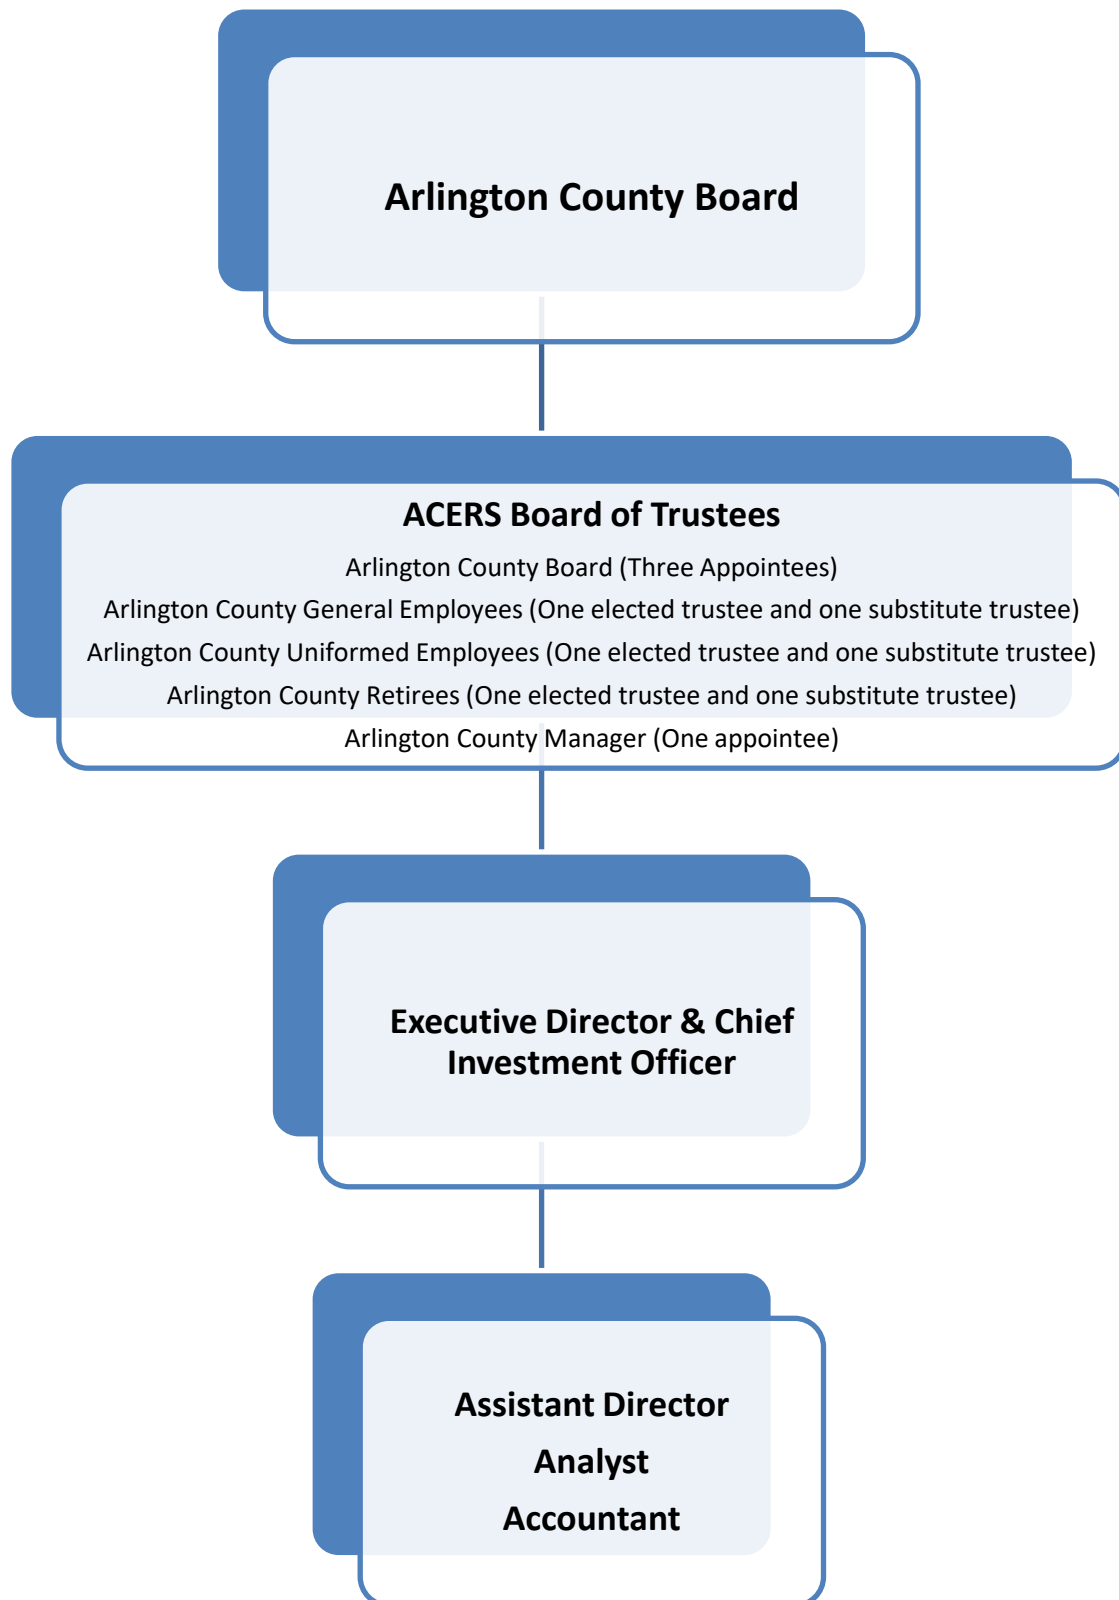 Arlington County Board
ACERS Board of Trustees
Arlington County Board (Three Appointees)
Arlington County General Employees (One elected trustee and one substitute trustee)
Arlington County Uniformed Employees (One elected trustee and one substitute trustee)
Arlington County Retirees (One elected trustee and one substitute trustee)
Arlington County Manager (One appointee)
Executive Director & Chief
Investment Officer
Assistant Director
Analyst
Accountant